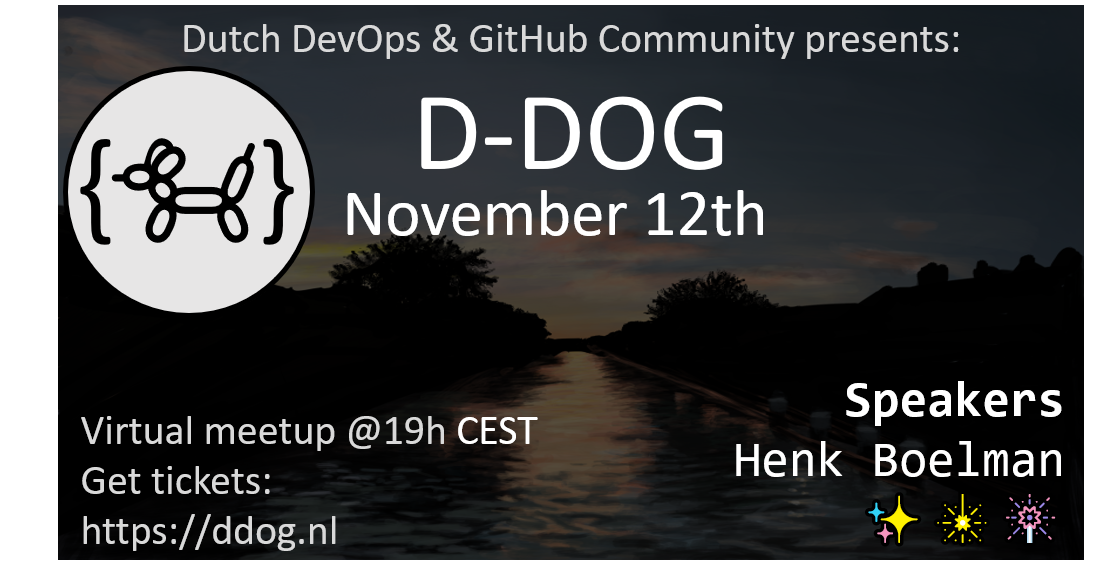 Dutch DevOps & GitHub Community presents:
D-DOG
November 12th
Virtual meetup @19h CEST
Get tickets:
https://ddog.nl
Speakers
Henk Boelman